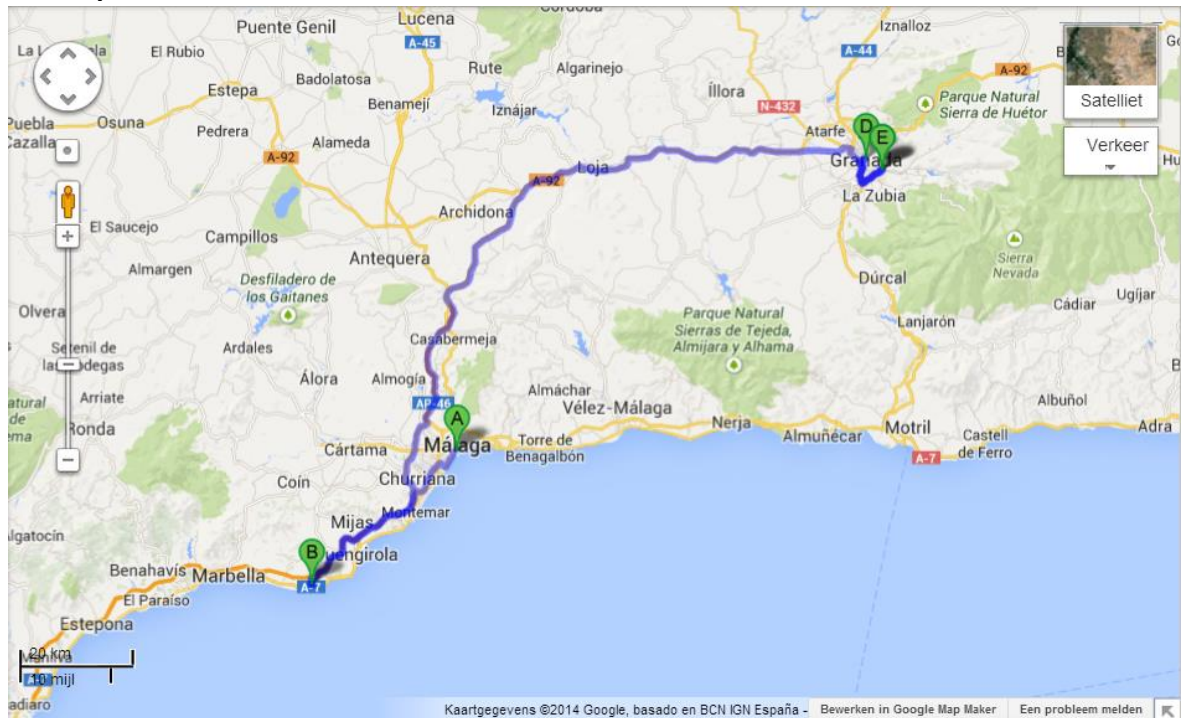 Puente Genil
Lucena
Córdoba
Iznalloz
A-45
A-44
El Rubio
Rute
Algarinejo
Badolatosa
A-92
Estepa
Benamejí
Íllora
Parque Natural
Sierra de Huétor
Satelliet
Puebla
Cazalla
Osuna
Iznájar
N-432
Pedrera
Alameda
Atarfe
D
E
Verkeer
A-92
Loja
Granada
Hu
A-92
La Zubia
Archidona
El Saucejo
Campillos
Sierra
Nevada
Antequera
Almargen
Desfiladero de
los Gaitanes
Dúrcal
Ugíjar
Cádiar
Olvera
Parque Natural
Sierras de Tejeda,
Almijara y Alhama
Lanjarón
Setenil de
las Bodegas
Ardales
Casabermeja
Álora
Almogía
Almáchar
Arriate
AP-46
A
Vélez-Málaga
Albuñol
Ronda
Nerja
Almuñécar
Motril
Adra
Cártama
Málaga
Torre de
Benagalbón
Castell
de Ferro
A-7
Coín
Churriana
Mijas
Montemar
Algatocín
B
Fuengirola
Benahavís
Marbella
A-7
El Paraíso
Estepona
20 km
Manilva
10 mijl
adiaro
Kaartgegevens ©2014 Google, basado en BCN IGN España - Bewerken in Google Map Maker Een probleem melden